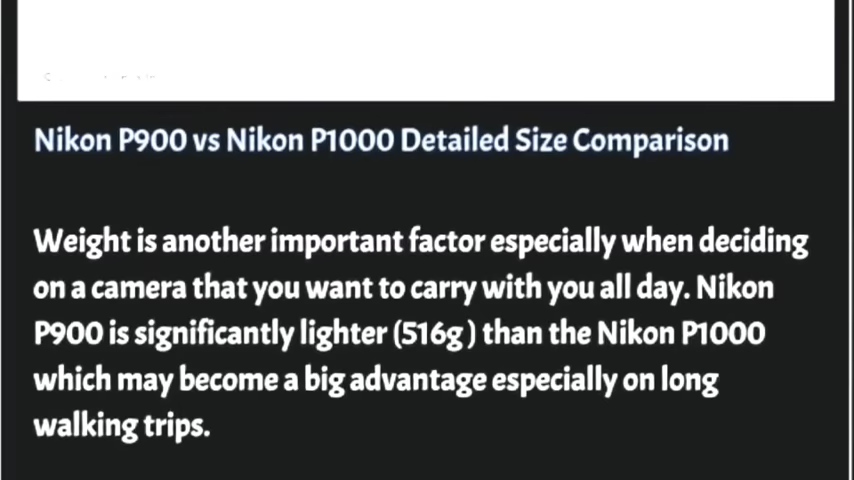 Nikon P900 vs Nikon P1000 Detailed Size Comparison
Weight is another important factor especially when deciding
on a camera that you want to carry with you all day. Nikon
P900 is significantly lighter (516g ) than the Nikon P1000
which may become a big advantage especially on long
walking trips.